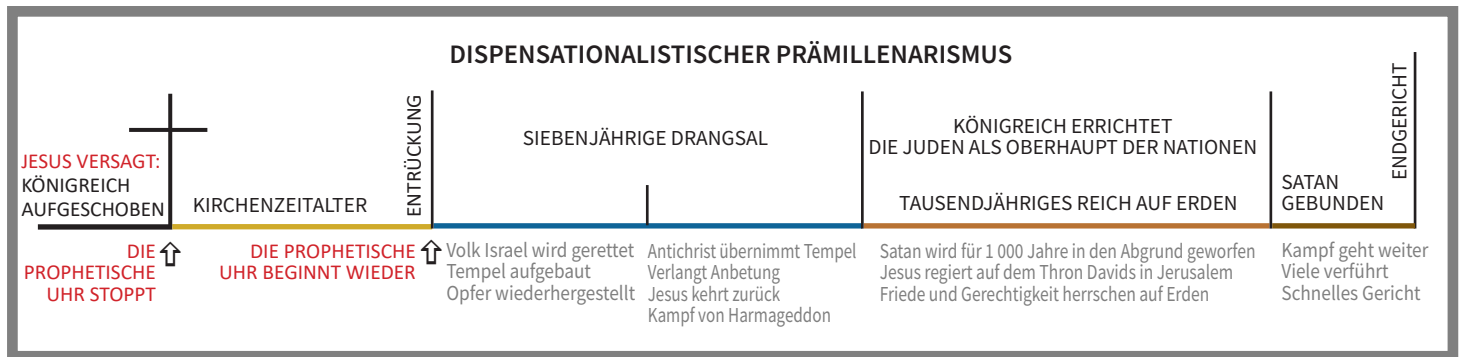 DISPENSATIONALISTISCHER PRÄMILLENARISMUS
JESUS VERSAGT:
KÖNIGREICH
AUFGESCHOBEN
KIRCHENZEITALTER
ENTRÜCKUNG
SIEBENJÄHRIGE DRANGSAL
KÖNIGREICH ERRICHTET
DIE JUDEN ALS OBERHAUPT DER NATIONEN
TAUSENDJÄHRIGES REICH AUF ERDEN
SATAN
GEBUNDEN
ENDGERICHT
DIE
PROPHETISCHE
UHR STOPPT
DIE PROPHETISCHE
UHR BEGINNT WIEDER
Volk Israel wird gerettet
Tempel aufgebaut
Opfer wiederhergestellt
Antichrist übernimmt Tempel
Verlangt Anbetung
Jesus kehrt zurück
Kampf von Harmageddon
Satan wird für 1 000 Jahre in den Abgrund geworfen
Jesus regiert auf dem Thron Davids in Jerusalem
Friede und Gerechtigkeit herrschen auf Erden
Kampf geht weiter
Viele verführt
Schnelles Gericht